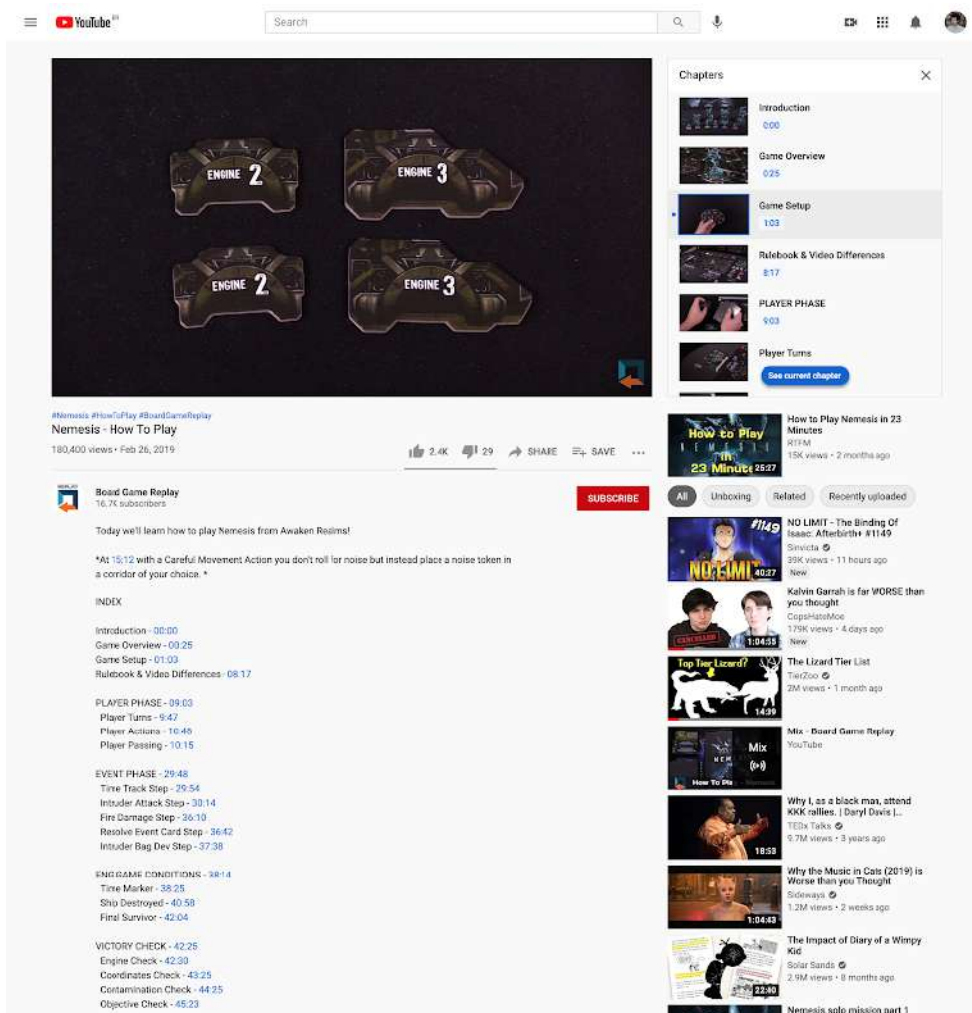 YouTube
Search
ENGINE 2
ENGINE 3
ENGINE 2
ENGINE 3
Chapters
Introduction
0:00
Game Overview
0:25
Game Setup
1:03
Rulebook & Video Differences
8:17
PLAYER PHASE
9:03
Player Turns
See current chapter
#Nemesis #HowToPlay #BoardGameReplay
Nemesis - How To Play
180,400 views • Feb 26, 2019
2.4K 29 SHARE SAVE
Board Game Replay
16.7K subscribers
SUBSCRIBE
Today we'll learn how to play Nemesis from Awaken Realms!
*At 15:12 with a Careful Movement Action you don't roll for noise but instead place a noise token in
a corridor of your choice. *
INDEX
Introduction - 00:00
Game Overview - 00:25
Game Setup - 01:03
Rulebook & Video Differences - 08:17
PLAYER PHASE - 09:03
Player Turns - 9:47
Player Actions - 10:46
Player Passing - 10:15
EVENT PHASE - 29:48
Time Track Step - 29:54
Intruder Attack Step - 30:14
Fire Damage Step - 36:10
Resolve Event Card Step - 36:42
Intruder Bag Dev Step - 37:38
ENG GAME CONDITIONS - 38:14
Time Marker - 38:25
Ship Destroyed - 40:58
Final Survivor - 42:04
VICTORY CHECK - 42:25
Engine Check - 42:30
Coordinates Check - 43:25
Contamination Check - 44:25
Objective Check - 45:23
How to Play
NEMESIS
in
23 Minute 25:27
How to Play Nemesis in 23
Minutes
RTFM
15K views • 2 months ago
All Unboxing Related Recently uploaded
#1149
NO LIMIT 40:27
NO LIMIT - The Binding Of
Isaac: Afterbirth+ #1149
Sinvicta
39K views • 11 hours ago
New
CANCELLED
1:04:55
Kalvin Garrah is far WORSE than
you thought
CopsHateMoe
179K views • 4 days ago
New
Top Tier Lizard?
14:39
The Lizard Tier List
TierZoo
2M views • 1 month ago
Mix
How To Pla
Mix - Board Game Replay
YouTube
18:53
Why I, as a black man, attend
KKK rallies. | Daryl Davis |...
TEDx Talks
9.7M views • 3 years ago
1:04:43
Why the Music in Cats (2019) is
Worse than you Thought
Sideways
1.2M views • 2 weeks ago
22:40
The Impact of Diary of a Wimpy
Kid
Solar Sands
2.9M views • 8 months ago
Nemesis solo mission part 1